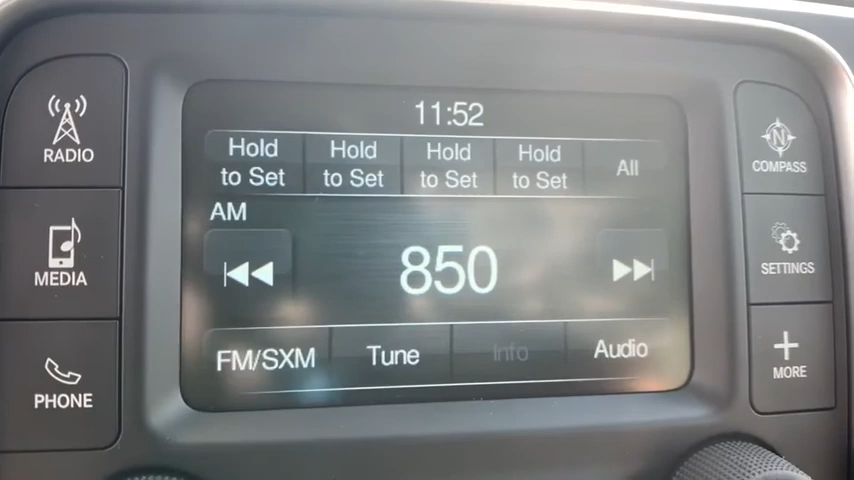 11:52
RADIO
Hold to Set
Hold to Set
Hold to Set
Hold to Set
All
N
COMPASS
AM
MEDIA
850
SETTINGS
FM/SXM
Tune
Info
Audio
PHONE
MORE